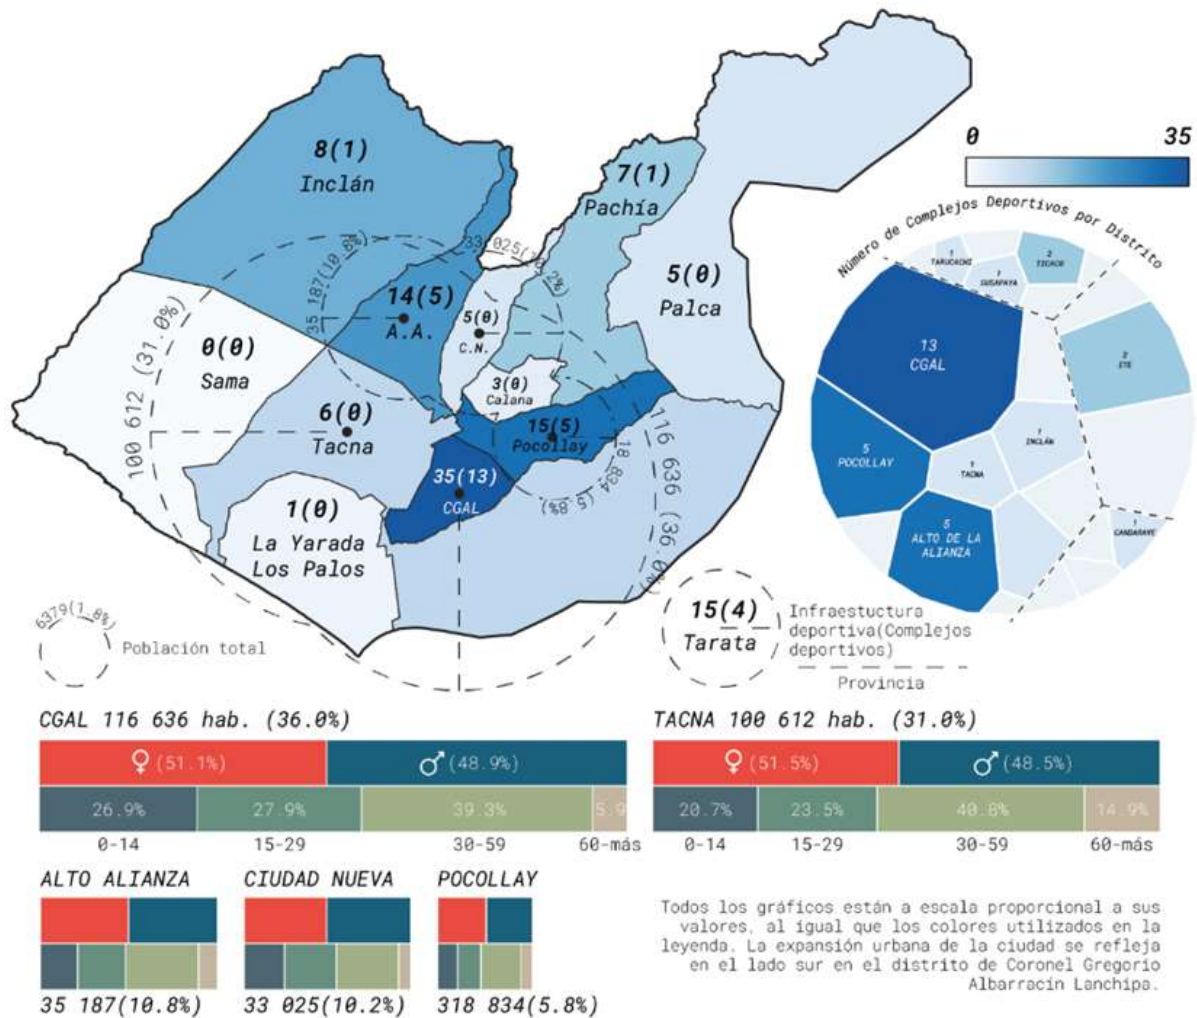 8(1)
Inclán
7(1)
Pachía
0
35
Número de Complejos Deportivos por Distrito
5(0)
Palca
14(5)
A.A.
5(0)
C.N.
0(0)
Sama
3(0)
Calana
6(0)
Tacna
15(5)
Pocollay
35(13)
CGAL
1(0)
La Yarada
Los Palos
35 187(10.8%)
33 025(10.2%)
100 612 (31.0%)
116 636 (36.0%)
18 834 (5.8%)
1
TARUCACHI
1
SUSAPAYA
2
TICACO
13
CGAL
2
ITE
5
POCOLLAY
1
INCLÁN
1
TACNA
5
ALTO DE LA
ALIANZA
1
CANDARAVE
6379(1.8%)
Población total
15(4)
Tarata
Infraestuctura
deportiva(Complejos
deportivos)
Provincia
CGAL 116 636 hab. (36.0%)
♀(51.1%)
♂(48.9%)
26.9%
27.9%
39.3%
5.9
0-14
15-29
30-59
60-más
TACNA 100 612 hab. (31.0%)
♀(51.5%)
♂(48.5%)
20.7%
23.5%
40.8%
14.9%
0-14
15-29
30-59
60-más
ALTO ALIANZA
CIUDAD NUEVA
POCOLLAY
35 187(10.8%)
33 025(10.2%)
318 834(5.8%)
Todos los gráficos están a escala proporcional a sus
valores, al igual que los colores utilizados en la
leyenda. La expansión urbana de la ciudad se refleja
en el lado sur en el distrito de Coronel Gregorio
Albarracín Lanchipa.